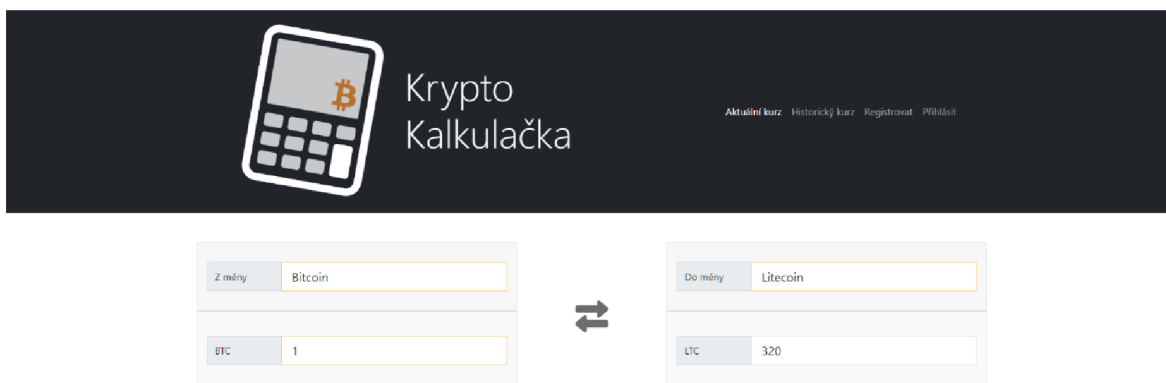 Krypto
Kalkulačka
Aktuální kurz Historický kurz Registrovat Přihlásit
Z měny Bitcoin
Do měny Litecoin
BTC 1
LTC 320